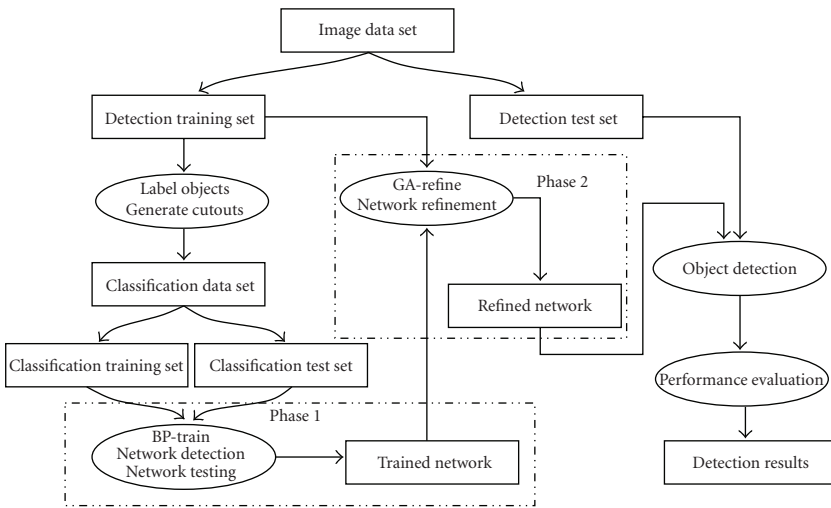 Image data set
Detection training set
Detection test set
Label objects
Generate cutouts
GA-refine
Network refinement
Phase 2
Classification data set
Refined network
Object detection
Classification training set
Classification test set
Performance evaluation
Phase 1
BP-train
Network detection
Network testing
Trained network
Detection results